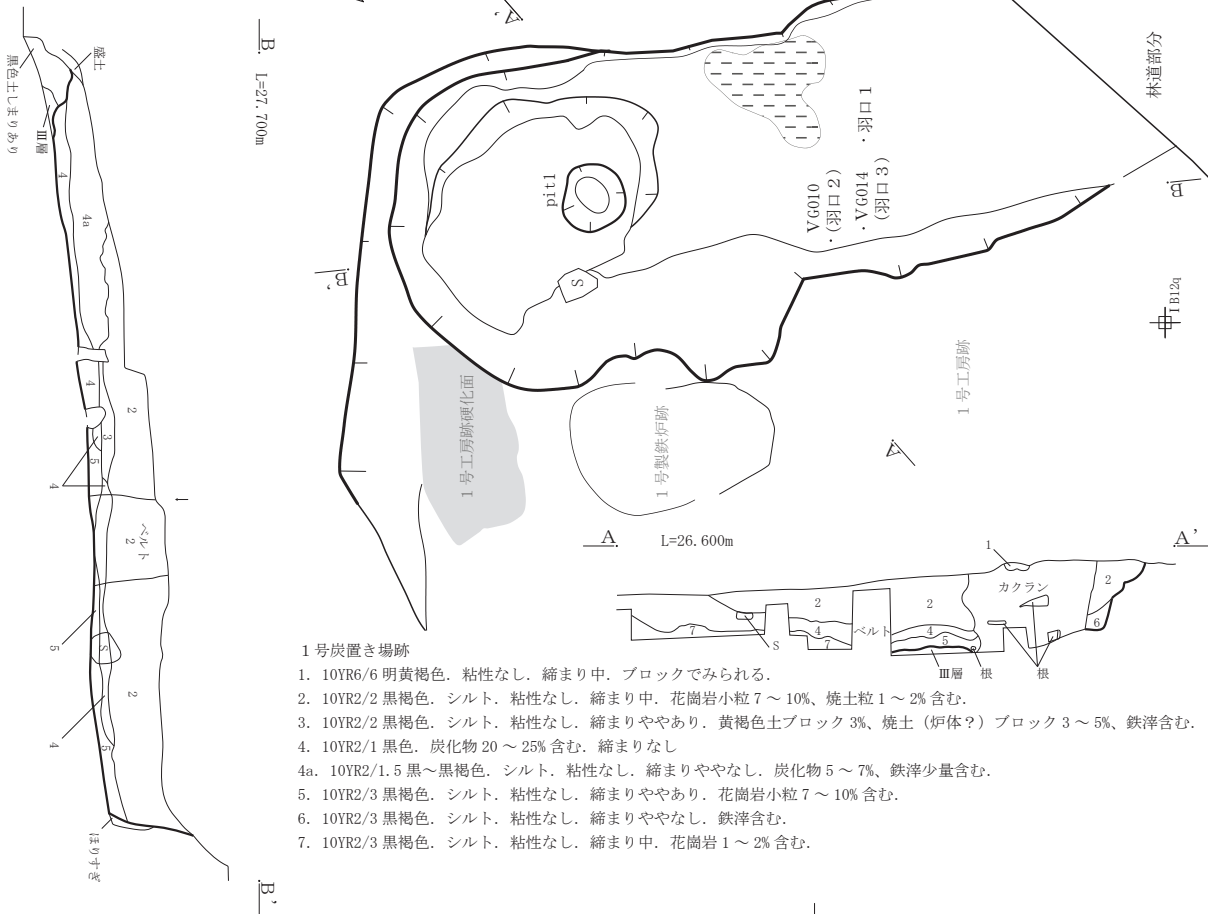 A'
B
L=27.700m
盛土
黒色土しまりあり
Ⅲ層
4
4a
4
2
3
5
4
ベルト
2
5
S
2
4
5
ほりすぎ
B'
林道部分
・羽口1
VG010
・(羽口2)
・VG014
(羽口3)
pit1
S
B
B'
ⅠB12q
1号工房跡
1号工房跡硬化面
1号製鉄炉跡
A
A
L=26.600m
A'
1
カクラン
2
2
2
4
ベルト
4
5
6
7
7
S
Ⅲ層
根
根
1号炭置き場跡
1. 10YR6/6 明黄褐色. 粘性なし. 締まり中. ブロックでみられる.
2. 10YR2/2 黒褐色. シルト. 粘性なし. 締まり中. 花崗岩小粒 7 ～ 10%、焼土粒 1 ～ 2% 含む.
3. 10YR2/2 黒褐色. シルト. 粘性なし. 締まりややあり. 黄褐色土ブロック 3%、焼土（炉体？）ブロック 3 ～ 5%、鉄滓含む.
4. 10YR2/1 黒色. 炭化物 20 ～ 25% 含む. 締まりなし
4a. 10YR2/1.5 黒～黒褐色. シルト. 粘性なし. 締まりややなし. 炭化物 5 ～ 7%、鉄滓少量含む.
5. 10YR2/3 黒褐色. シルト. 粘性なし. 締まりややあり. 花崗岩小粒 7 ～ 10% 含む.
6. 10YR2/3 黒褐色. シルト. 粘性なし. 締まりややなし. 鉄滓含む.
7. 10YR2/3 黒褐色. シルト. 粘性なし. 締まり中. 花崗岩 1 ～ 2% 含む.